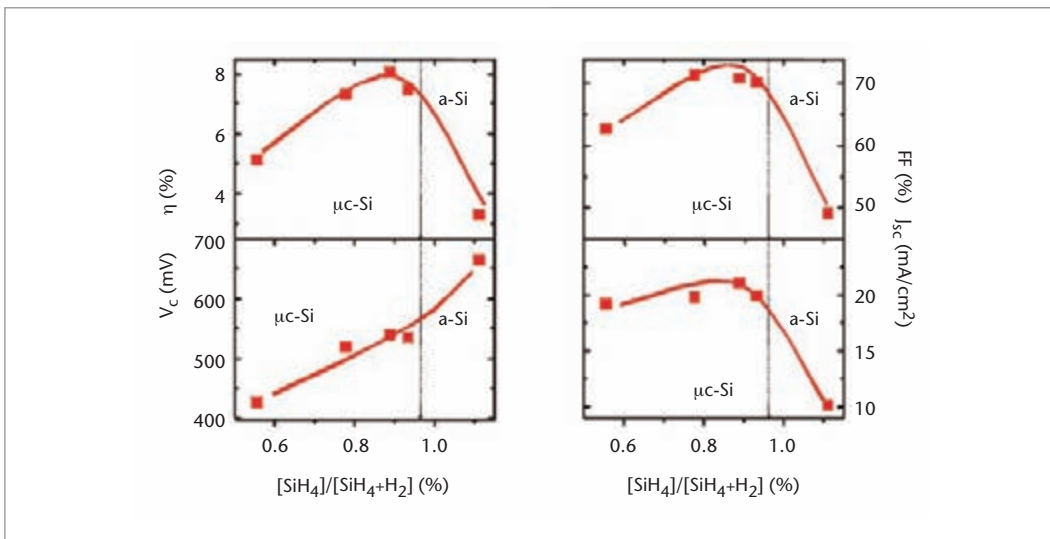 8
6
4
η (%)
μc-Si
a-Si
700
600
500
400
V꜀ (mV)
μc-Si
a-Si
0.6
0.8
1.0
[SiH₄]/[SiH₄+H₂] (%)
70
60
50
FF (%)
μc-Si
a-Si
20
15
10
Jₛc (mA/cm²)
a-Si
μc-Si
0.6
0.8
1.0
[SiH₄]/[SiH₄+H₂] (%)